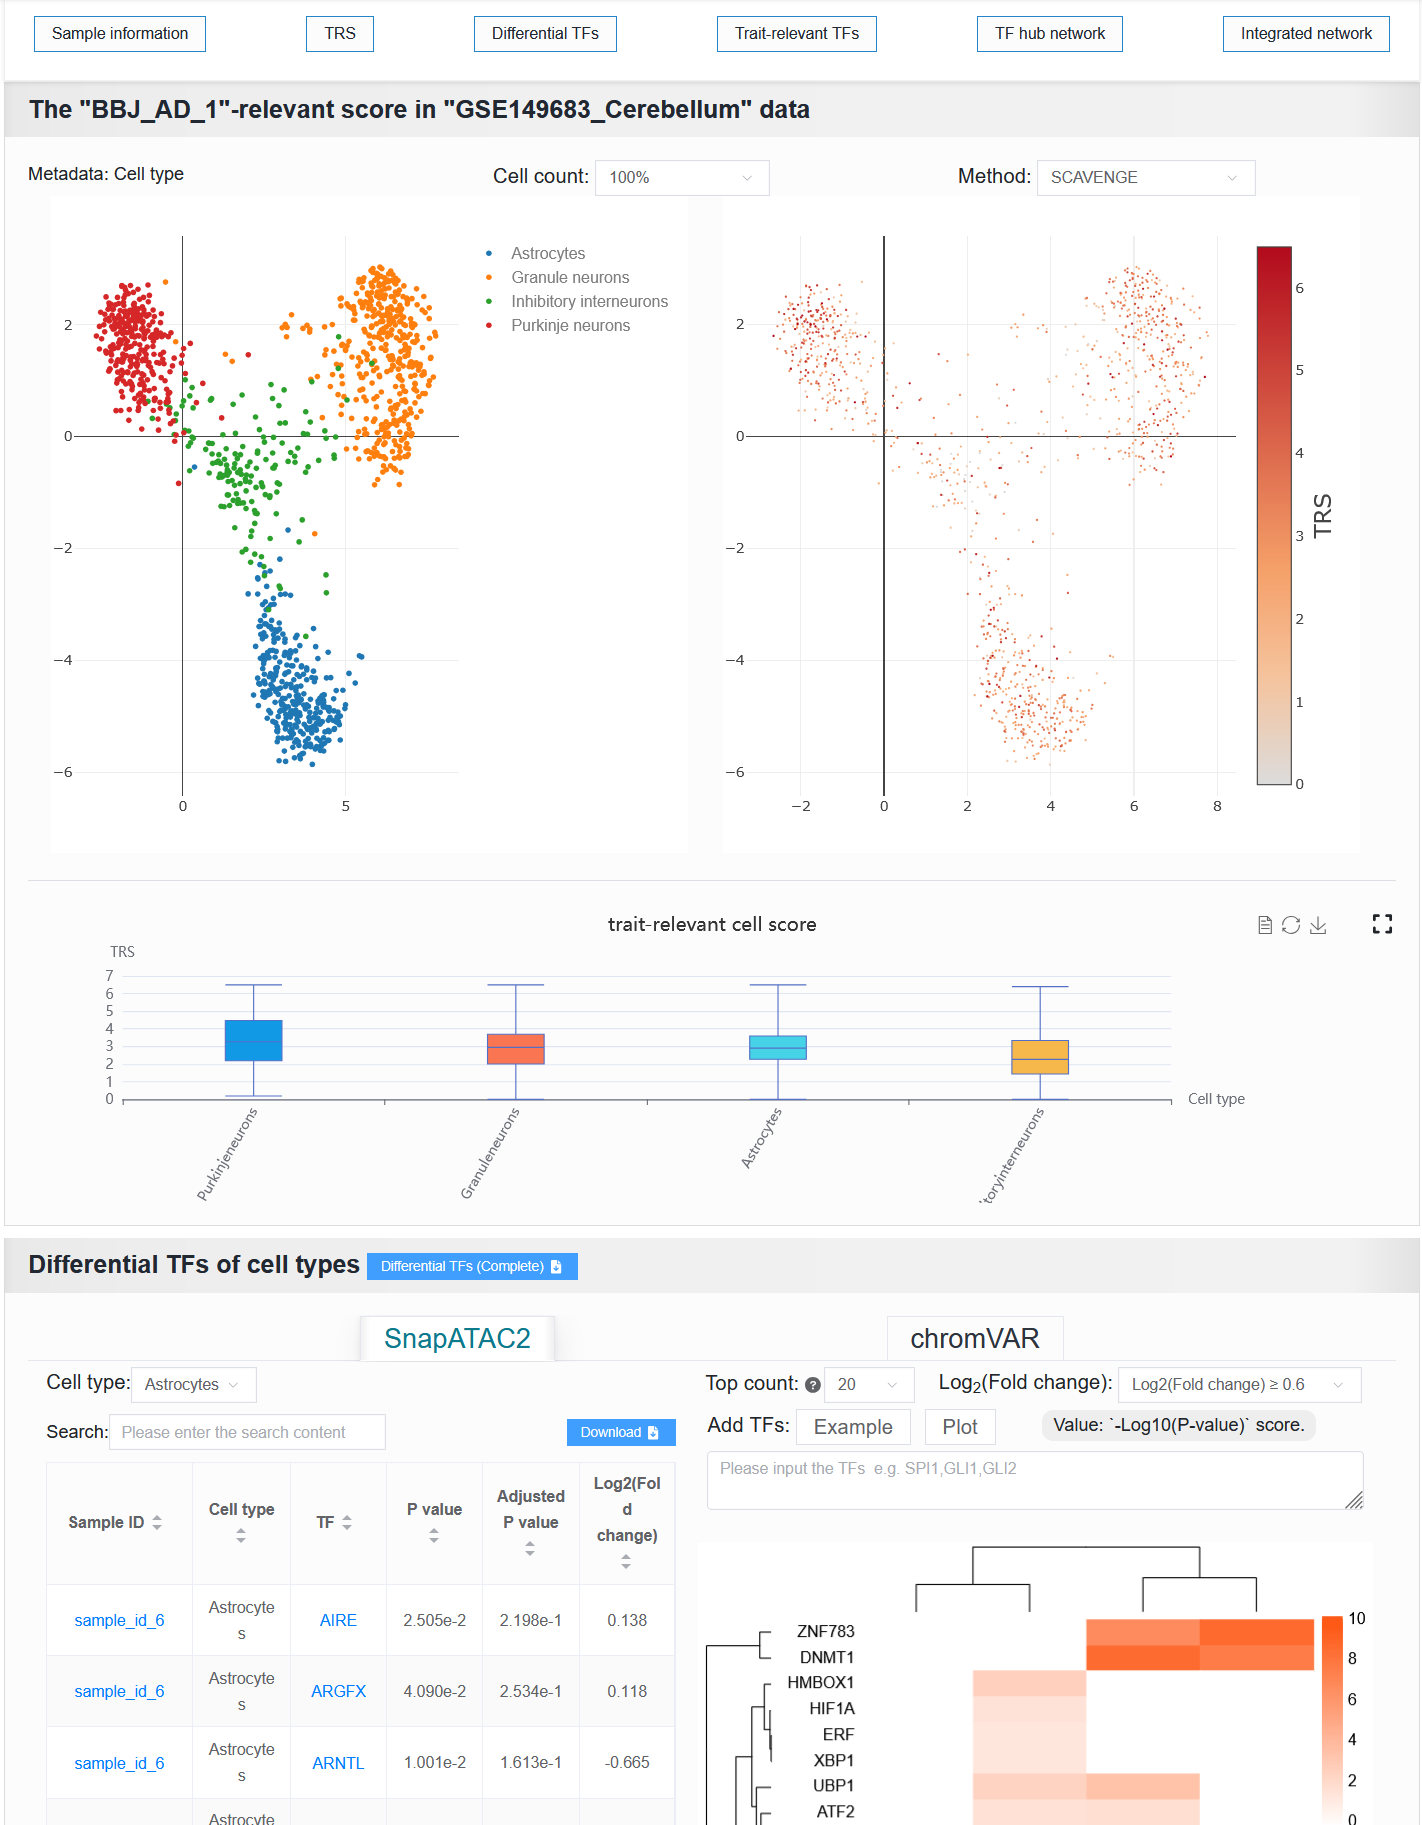 Sample information
TRS
Differential TFs
Trait-relevant TFs
TF hub network
Integrated network
The "BBJ_AD_1"-relevant score in "GSE149683_Cerebellum" data
Metadata: Cell type
Cell count: 100%
Method: SCAVENGE
Astrocytes
Granule neurons
Inhibitory interneurons
Purkinje neurons
2
0
−2
−4
−6
0
5
2
0
−2
−4
−6
−2
0
2
4
6
8
6
5
4
3
2
1
0
TRS
trait-relevant cell score
TRS
7
6
5
4
3
2
1
0
Cell type
Purkinjeneurons
Granuleneurons
Astrocytes
toryinterneurons
Differential TFs of cell types
Differential TFs (Complete)
SnapATAC2
chromVAR
Cell type: Astrocytes
Top count: ? 20
Log2(Fold change): Log2(Fold change) ≥ 0.6
Search: Please enter the search content
Download
Add TFs: Example Plot
Value: `-Log10(P-value)` score.
Please input the TFs e.g. SPI1,GLI1,GLI2
Sample ID
Cell type
TF
P value
Adjusted
P value
Log2(Fol
d
change)
sample_id_6
Astrocyte
s
AIRE
2.505e-2
2.198e-1
0.138
sample_id_6
Astrocyte
s
ARGFX
4.090e-2
2.534e-1
0.118
sample_id_6
Astrocyte
s
ARNTL
1.001e-2
1.613e-1
-0.665
Astrocyte
ZNF783
DNMT1
HMBOX1
HIF1A
ERF
XBP1
UBP1
ATF2
10
8
6
4
2
0